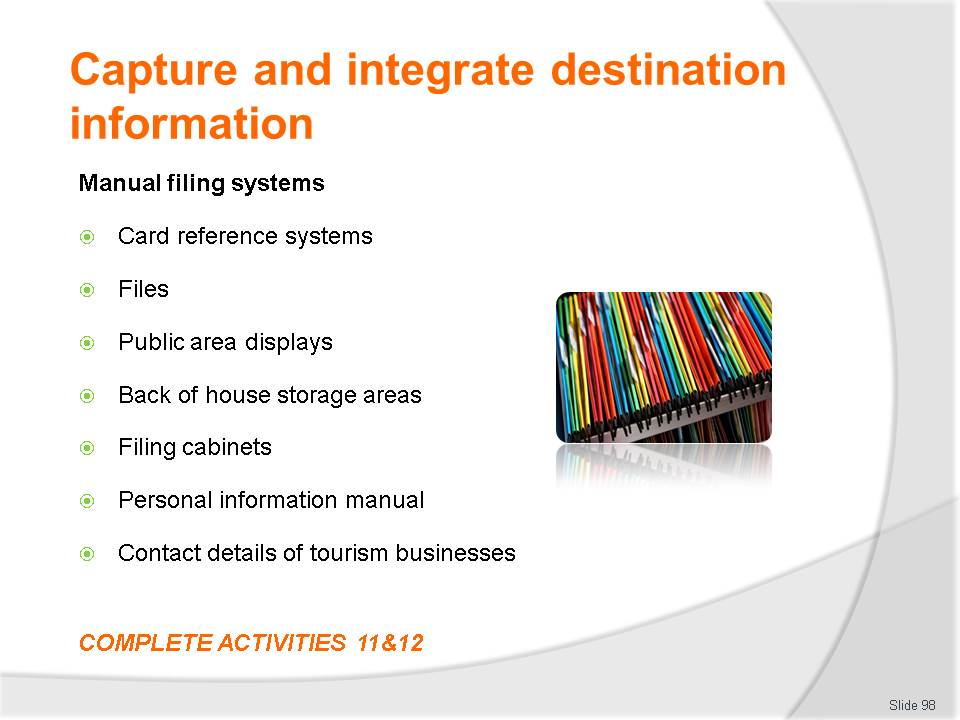 Capture and integrate destination
information
Manual filing systems
Card reference systems
Files
Public area displays
Back of house storage areas
Filing cabinets
Personal information manual
Contact details of tourism businesses
COMPLETE ACTIVITIES 11&12
Slide 98